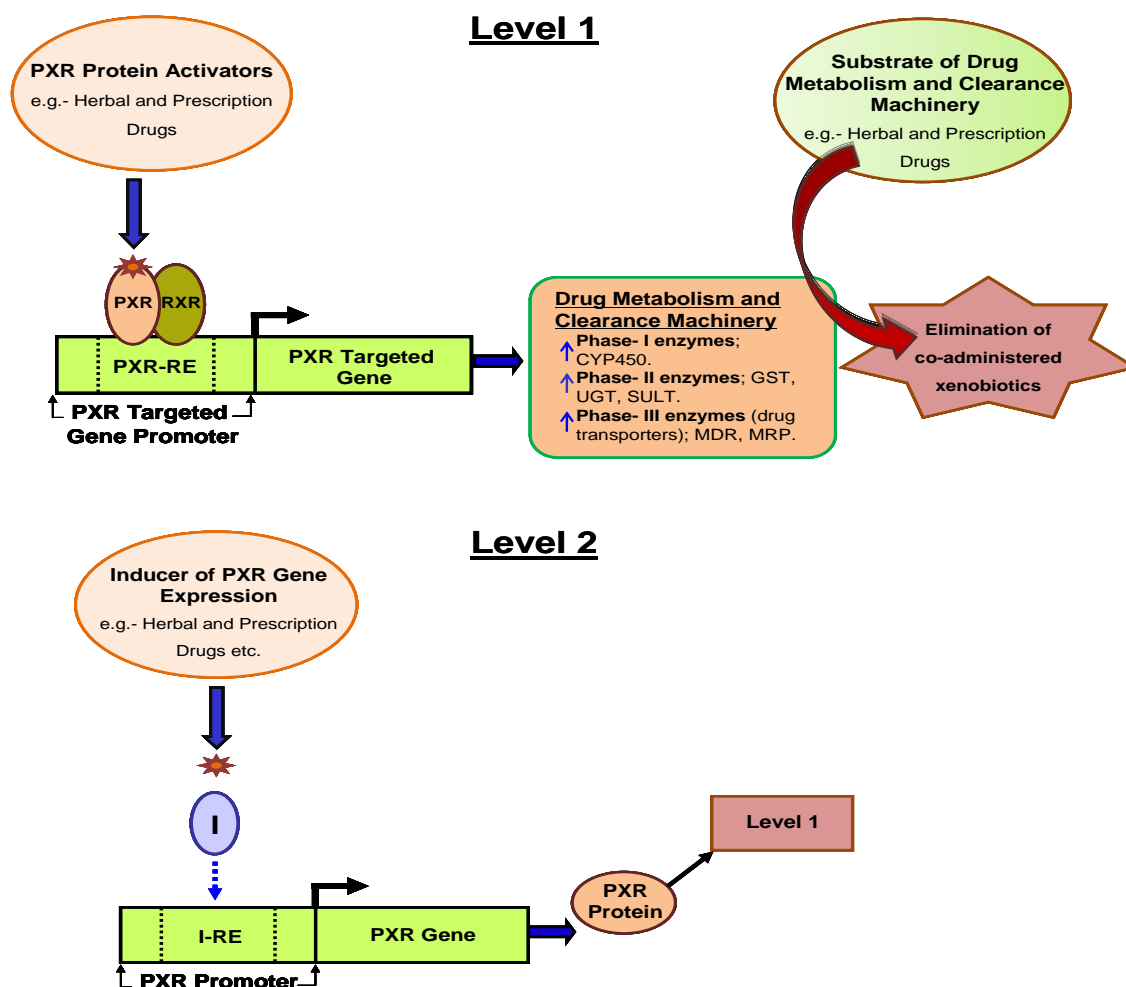 Level 1
PXR Protein Activators
e.g.- Herbal and Prescription
Drugs
Substrate of Drug
Metabolism and Clearance
Machinery
e.g.- Herbal and Prescription
Drugs
PXR
RXR
PXR-RE
PXR Targeted
Gene
PXR Targeted
Gene Promoter
Drug Metabolism and
Clearance Machinery
Phase- I enzymes;
CYP450.
Phase- II enzymes; GST,
UGT, SULT.
Phase- III enzymes (drug
transporters); MDR, MRP.
Elimination of
co-administered
xenobiotics
Level 2
Inducer of PXR Gene
Expression
e.g.- Herbal and Prescription
Drugs etc.
I
I-RE
PXR Gene
PXR Promoter
PXR
Protein
Level 1